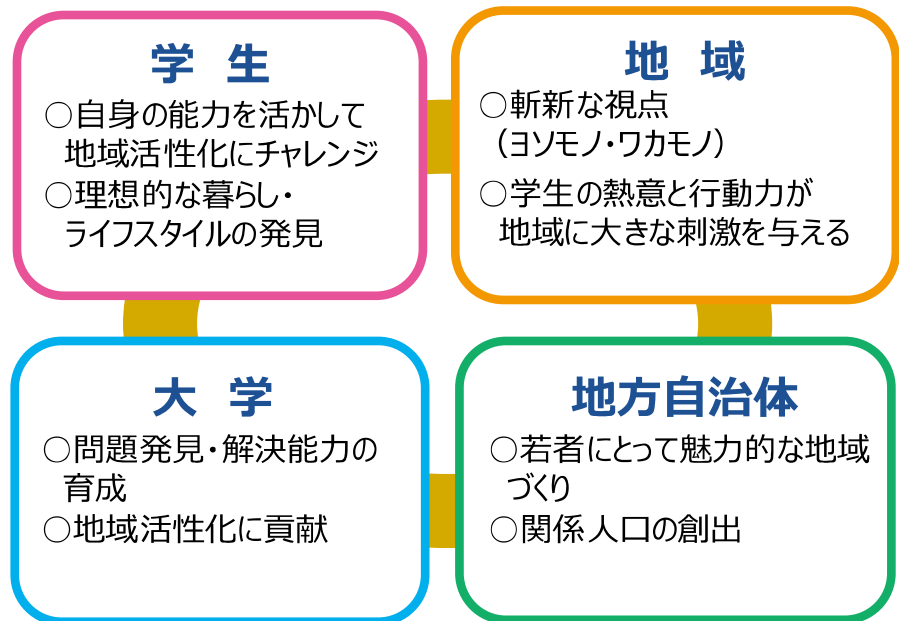 学 生
○自身の能力を活かして
地域活性化にチャレンジ
○理想的な暮らし・
ライフスタイルの発見
地 域
○斬新な視点
(ヨソモノ・ワカモノ)
○学生の熱意と行動力が
地域に大きな刺激を与える
大 学
○問題発見・解決能力の
育成
○地域活性化に貢献
地方自治体
○若者にとって魅力的な地域
づくり
○関係人口の創出